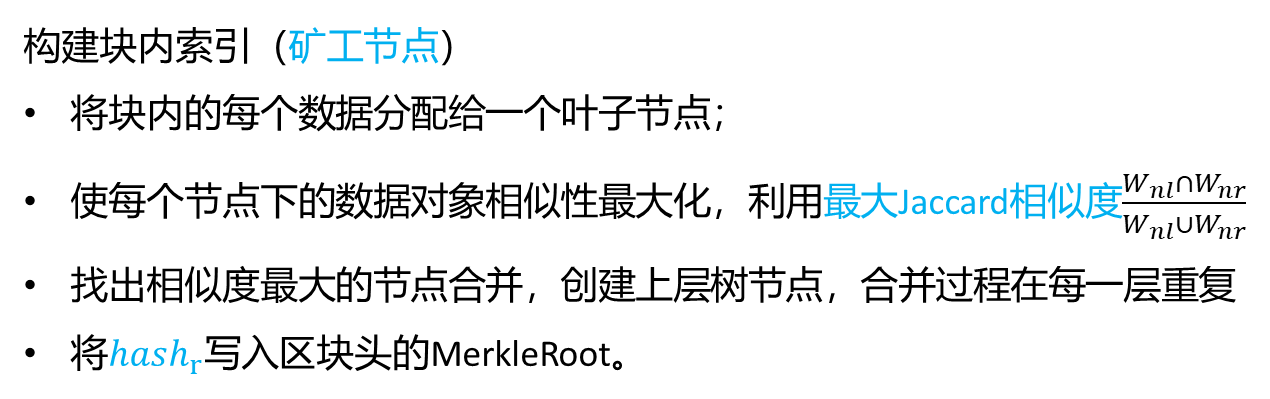 构建块内索引（矿工节点）
• 将块内的每个数据分配给一个叶子节点；
• 使每个节点下的数据对象相似性最大化，利用最大Jaccard相似度 $\frac{W_{nl} \cap W_{nr}}{W_{nl} \cup W_{nr}}$
• 找出相似度最大的节点合并，创建上层树节点，合并过程在每一层重复
• 将$hash_{\mathrm{r}}$写入区块头的MerkleRoot。